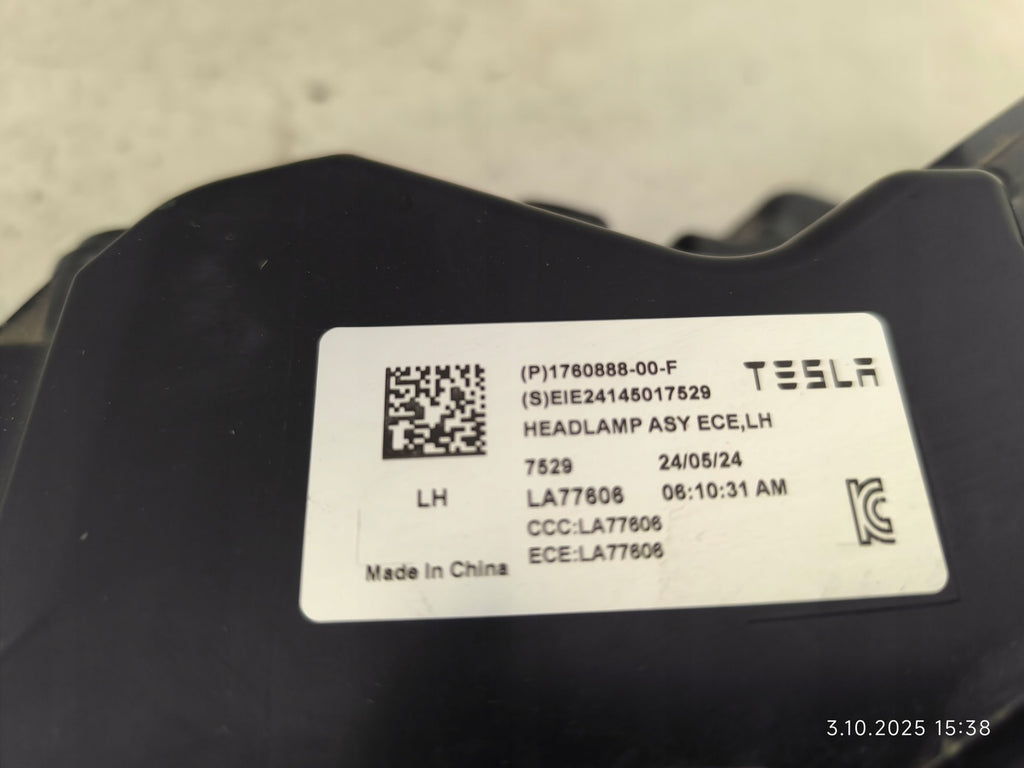 (P)1760888-00-F
TESLA
(S)EIE24145017529
HEADLAMP ASY ECE,LH
7529 24/05/24
LH
LA77606 06:10:31 AM
CCC:LA77606
ECE:LA77606
Made In China
3.10.2025 15:38